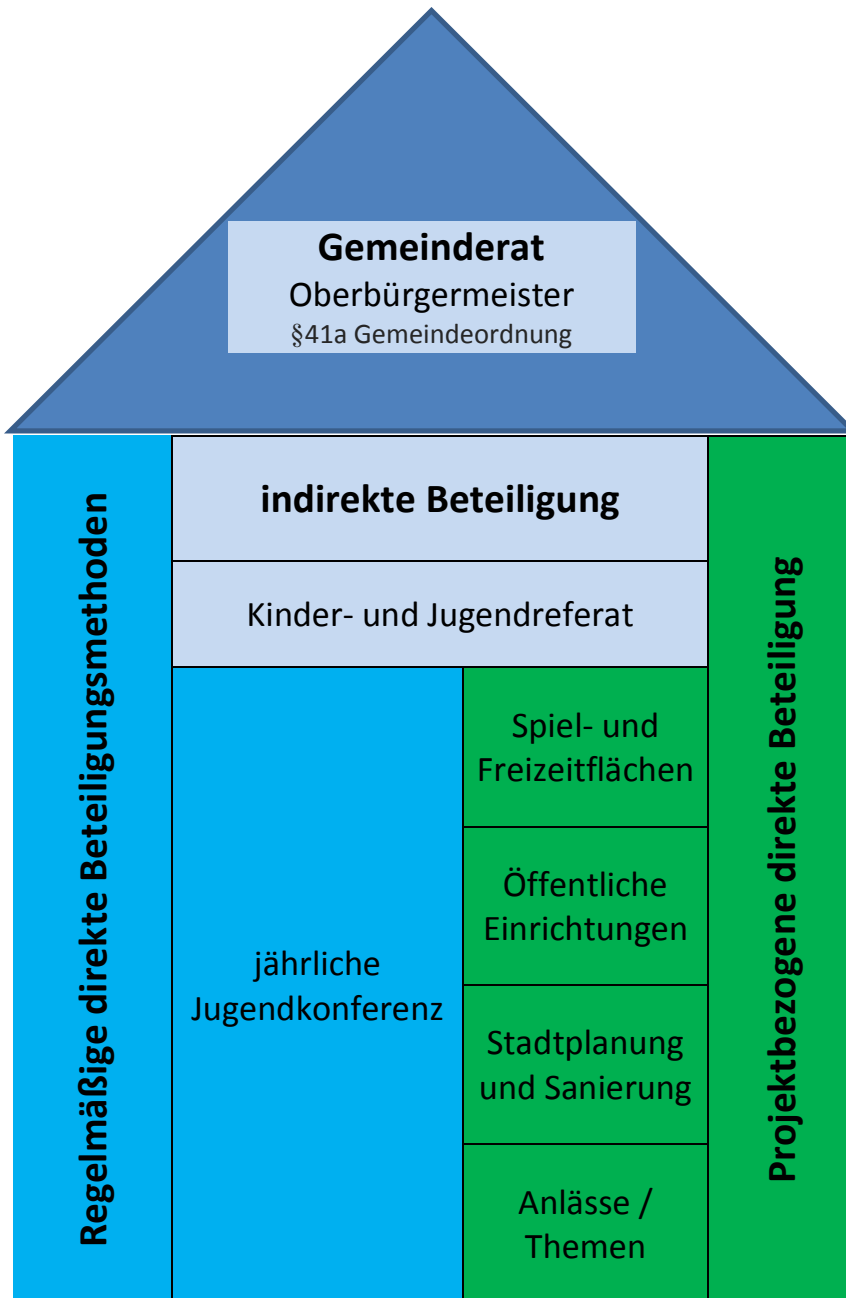 Gemeinderat
Oberbürgermeister
§41a Gemeindeordnung
Regelmäßige direkte Beteiligungsmethoden
indirekte Beteiligung
Kinder- und Jugendreferat
jährliche
Jugendkonferenz
Spiel- und
Freizeitflächen
Öffentliche
Einrichtungen
Stadtplanung
und Sanierung
Anlässe /
Themen
Projektbezogene direkte Beteiligung